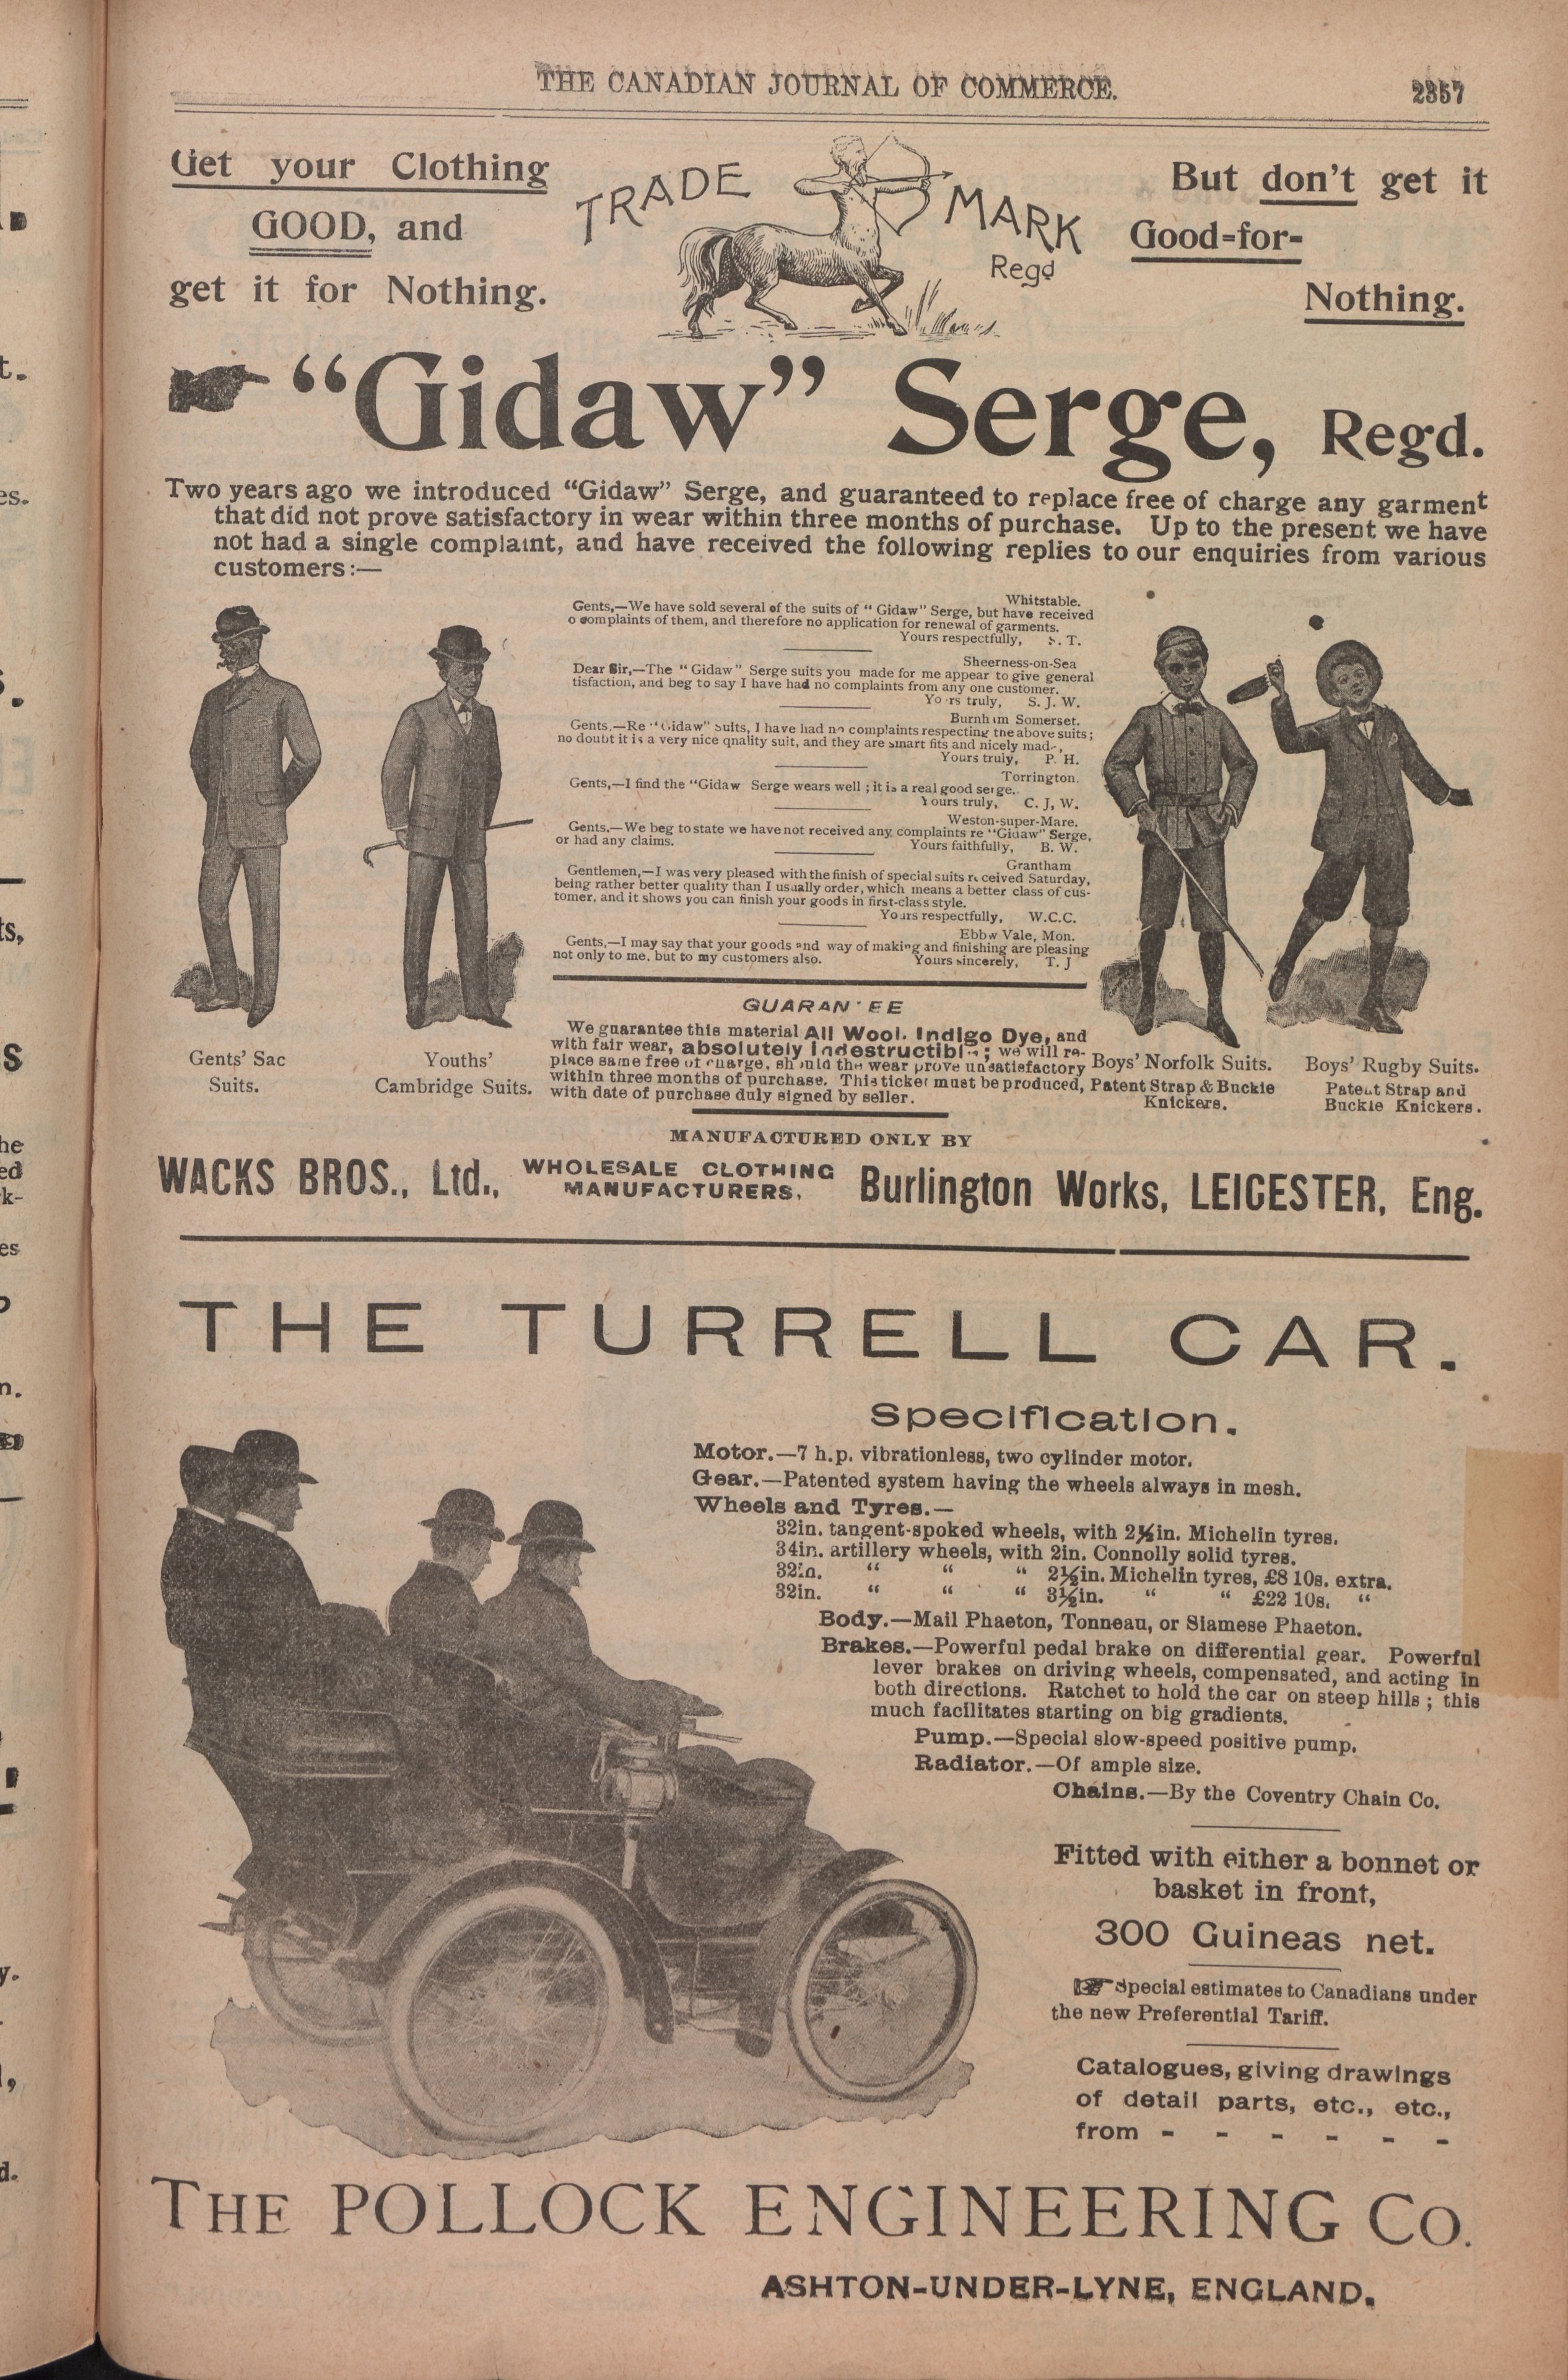 THE CANADIAN JOURNAL OF COMMERCE. 2357
Get your Clothing
GOOD, and
get it for Nothing.
TRADE MARK
Regd
But don't get it
Good=for=
Nothing.
"Gidaw" Serge, Regd.
Two years ago we introduced "Gidaw" Serge, and guaranteed to replace free of charge any garment
that did not prove satisfactory in wear within three months of purchase. Up to the present we have
not had a single complaint, and have received the following replies to our enquiries from various
customers:—
Whitstable.
Gents,—We have sold several of the suits of "Gidaw" Serge, but have received
o complaints of them, and therefore no application for renewal of garments.
Yours respectfully, S. T.
Sheerness-on-Sea
Dear Sir,—The "Gidaw" Serge suits you made for me appear to give general
tisfaction, and beg to say I have had no complaints from any one customer.
Yo rs truly, S. J. W.
Burnham Somerset.
Gents,—Re "Gidaw" Suits, I have had no complaints respecting the above suits;
no doubt it is a very nice qnality suit, and they are smart fits and nicely mad-,
Yours truly, P. H.
Torrington.
Gents,—I find the "Gidaw Serge wears well; it is a real good serge.
Yours truly, C. J, W.
Weston-super-Mare.
Gents.—We beg to state we have not received any complaints re "Gidaw" Serge,
or had any claims. Yours faithfully, B. W.
Grantham
Gentlemen,—I was very pleased with the finish of special suits received Saturday,
being rather better quality than I usually order, which means a better class of cus-
tomer, and it shows you can finish your goods in first-class style.
Yours respectfully, W.C.C.
Ebbw Vale, Mon.
Gents,—I may say that your goods and way of making and finishing are pleasing
not only to me, but to my customers also. Yours sincerely, T. J
GUARANTEE
We guarantee this material All Wool, Indigo Dye, and
with fair wear, absolutely indestructible; we will re-
place same free of charge, should the wear prove unsatisfactory
within three months of purchase. This ticket must be produced,
with date of purchase duly signed by seller.
Gents' Sac
Suits.
Youths'
Cambridge Suits.
Boys' Norfolk Suits.
Patent Strap & Buckle
Knickers.
Boys' Rugby Suits.
Patent Strap and
Buckle Knickers.
MANUFACTURED ONLY BY
WACKS BROS., Ltd., WHOLESALE CLOTHING
MANUFACTURERS, Burlington Works, LEICESTER, Eng.
THE TURRELL CAR.
Specification.
Motor.—7 h.p. vibrationless, two cylinder motor.
Gear.—Patented system having the wheels always in mesh.
Wheels and Tyres.—
32in. tangent-spoked wheels, with 2½in. Michelin tyres.
34in. artillery wheels, with 2in. Connolly solid tyres.
32in. " " " 2½in. Michelin tyres, £8 10s. extra.
32in. " " " 3½in. " " £22 10s. "
Body.—Mail Phaeton, Tonneau, or Siamese Phaeton.
Brakes.—Powerful pedal brake on differential gear. Powerful
lever brakes on driving wheels, compensated, and acting in
both directions. Ratchet to hold the car on steep hills; this
much facilitates starting on big gradients.
Pump.—Special slow-speed positive pump.
Radiator.—Of ample size.
Chains.—By the Coventry Chain Co.
Fitted with either a bonnet or
basket in front,
300 Guineas net.
Special estimates to Canadians under
the new Preferential Tariff.
Catalogues, giving drawings
of detail parts, etc., etc.,
from - - - - - -
THE POLLOCK ENGINEERING Co.
ASHTON-UNDER-LYNE, ENGLAND.